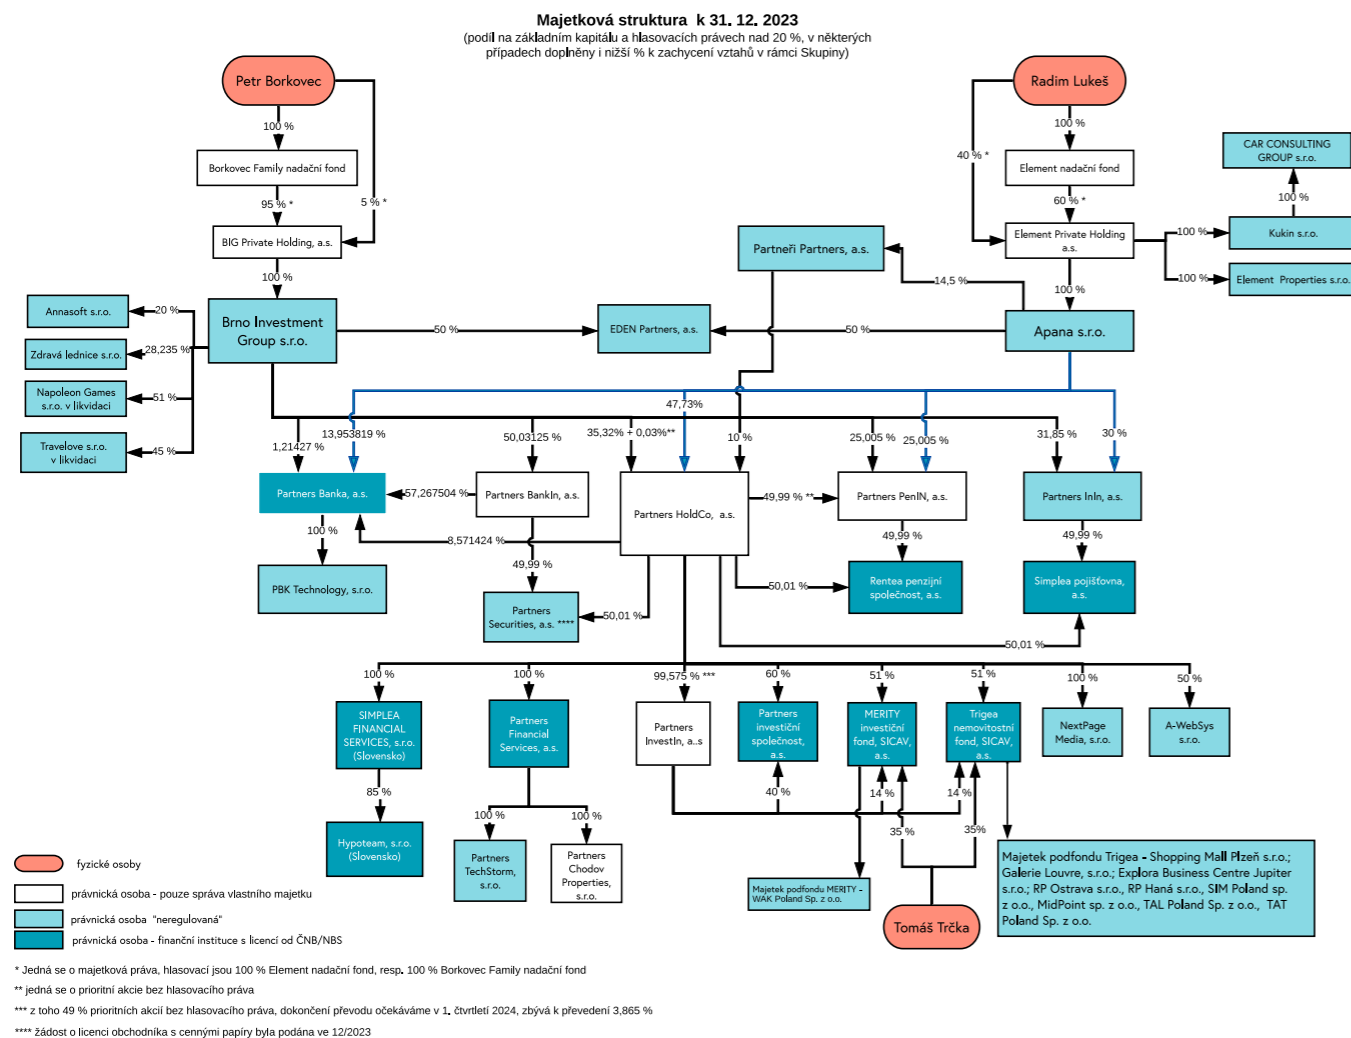 Majetková struktura k 31. 12. 2023
(podíl na základním kapitálu a hlasovacích právech nad 20 %, v některých
případech doplněny i nižší % k zachycení vztahů v rámci Skupiny)
Petr Borkovec
Radim Lukeš
100 %
100 %
40 % *
Borkovec Family nadační fond
Element nadační fond
CAR CONSULTING
GROUP s.r.o.
95 % *
5 % *
60 % *
100 %
BIG Private Holding, a.s.
Partneři Partners, a.s.
Element Private Holding
a.s.
100 %
Kukin s.r.o.
100 %
14,5 %
100 %
100 %
Element Properties s.r.o.
Annasoft s.r.o.
20 %
Brno Investment
Group s.r.o.
50 %
EDEN Partners, a.s.
50 %
Apana s.r.o.
Zdravá lednice s.r.o.
28,235 %
Napoleon Games
s.r.o. v likvidaci
51 %
Travelove s.r.o.
v likvidaci
45 %
47,73%
1,21427 %
13,953819 %
50,03125 %
35,32% + 0,03%**
10 %
25,005 %
25,005 %
31,85 %
30 %
Partners Banka, a.s.
57,267504 %
Partners BankIn, a.s.
Partners HoldCo, a.s.
49,99 % **
Partners PenIN, a.s.
Partners InIn, a.s.
100 %
8,571424 %
49,99 %
49,99 %
49,99 %
PBK Technology, s.r.o.
Partners
Securities, a.s. ****
50,01 %
50,01 %
Rentea penzijní
společnost, a.s.
Simplea pojišťovna,
a.s.
50,01 %
100 %
100 %
99,575 % ***
60 %
51 %
51 %
100 %
50 %
SIMPLEA
FINANCIAL
SERVICES, s.r.o.
(Slovensko)
Partners
Financial
Services, a.s.
Partners
InvestIn, a..s
Partners
investiční
společnost,
a.s.
MERITY
investiční
fond, SICAV,
a.s.
Trigea
nemovitostní
fond, SICAV,
a.s.
NextPage
Media, s.r.o.
A-WebSys
s.r.o.
85 %
40 %
14 %
14 %
100 %
100 %
35 %
35%
Hypoteam, s.r.o.
(Slovensko)
Partners
TechStorm,
s.r.o.
Partners
Chodov
Properties,
s.r.o.
Majetek podfondu MERITY -
WAK Poland Sp. z o.o.
Tomáš Trčka
Majetek podfondu Trigea - Shopping Mall Plzeň s.r.o.;
Galerie Louvre, s.r.o.; Explora Business Centre Jupiter
s.r.o.; RP Ostrava s.r.o., RP Haná s.r.o., SIM Poland sp.
z o.o., MidPoint sp. z o.o., TAL Poland Sp. z o.o., TAT
Poland Sp. z o.o.
fyzické osoby
právnická osoba - pouze správa vlastního majetku
právnická osoba "neregulovaná"
právnická osoba - finanční instituce s licencí od ČNB/NBS
* Jedná se o majetková práva, hlasovací jsou 100 % Element nadační fond, resp. 100 % Borkovec Family nadační fond
** jedná se o prioritní akcie bez hlasovacího práva
*** z toho 49 % prioritních akcií bez hlasovacího práva, dokončení převodu očekáváme v 1. čtvrtletí 2024, zbývá k převedení 3,865 %
**** žádost o licenci obchodníka s cennými papíry byla podána ve 12/2023